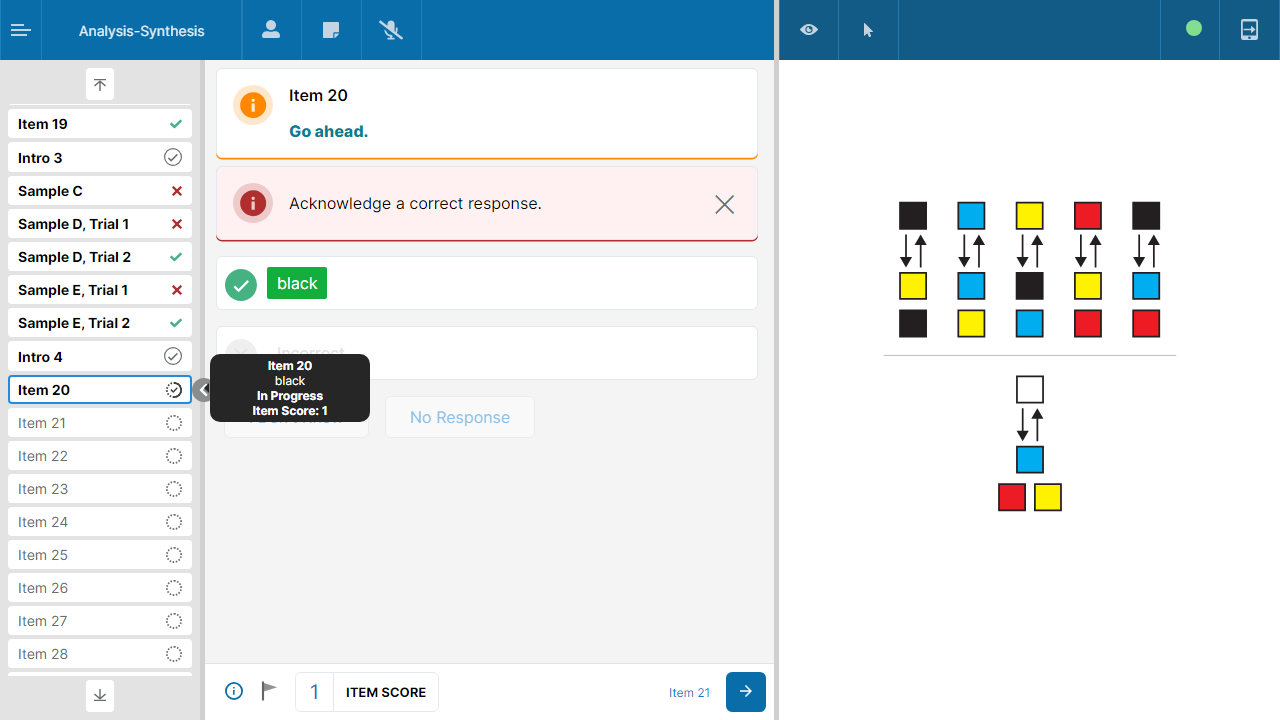 Analysis-Synthesis
Item 19
Intro 3
Sample C
Sample D, Trial 1
Sample D, Trial 2
Sample E, Trial 1
Sample E, Trial 2
Intro 4
Item 20
Item 21
Item 22
Item 23
Item 24
Item 25
Item 26
Item 27
Item 28
Item 20
Go ahead.
Acknowledge a correct response.
black
Incorrect
Item 20
black
In Progress
Item Score: 1
No Response
1 ITEM SCORE
Item 21